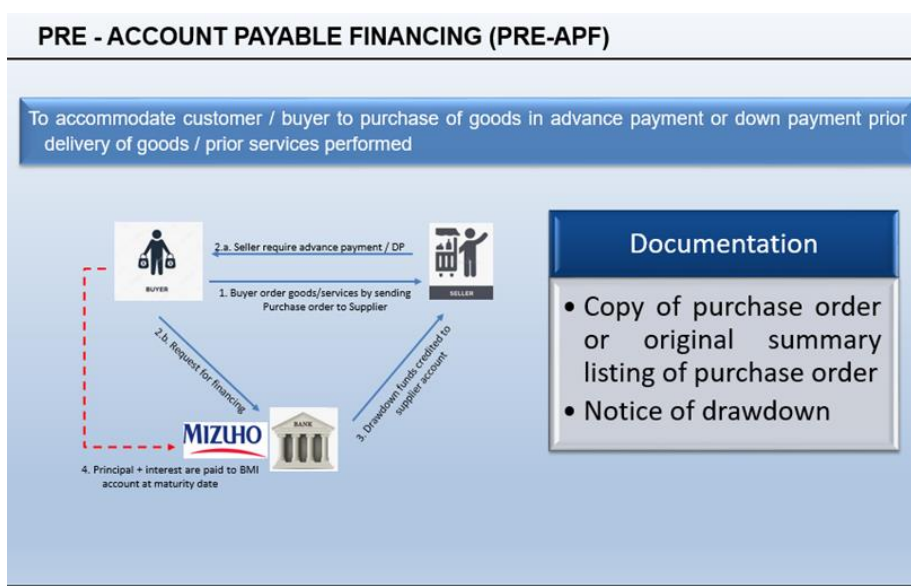 PRE - ACCOUNT PAYABLE FINANCING (PRE-APF)
To accommodate customer / buyer to purchase of goods in advance payment or down payment prior
delivery of goods / prior services performed
2.a. Seller require advance payment / DP
BUYER
SELLER
1. Buyer order goods/services by sending
Purchase order to Supplier
2.b. Request for financing
3. Drawdown funds credited to
supplier account
MIZUHO
BANK
4. Principal + interest are paid to BMI
account at maturity date
Documentation
• Copy of purchase order
or original summary
listing of purchase order
• Notice of drawdown